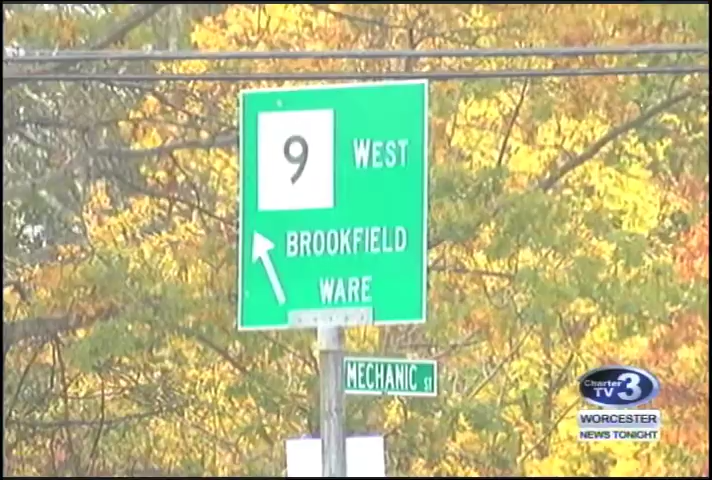 9 WEST
BROOKFIELD
WARE
MECHANIC ST
Charter
TV 3
WORCESTER
NEWS TONIGHT